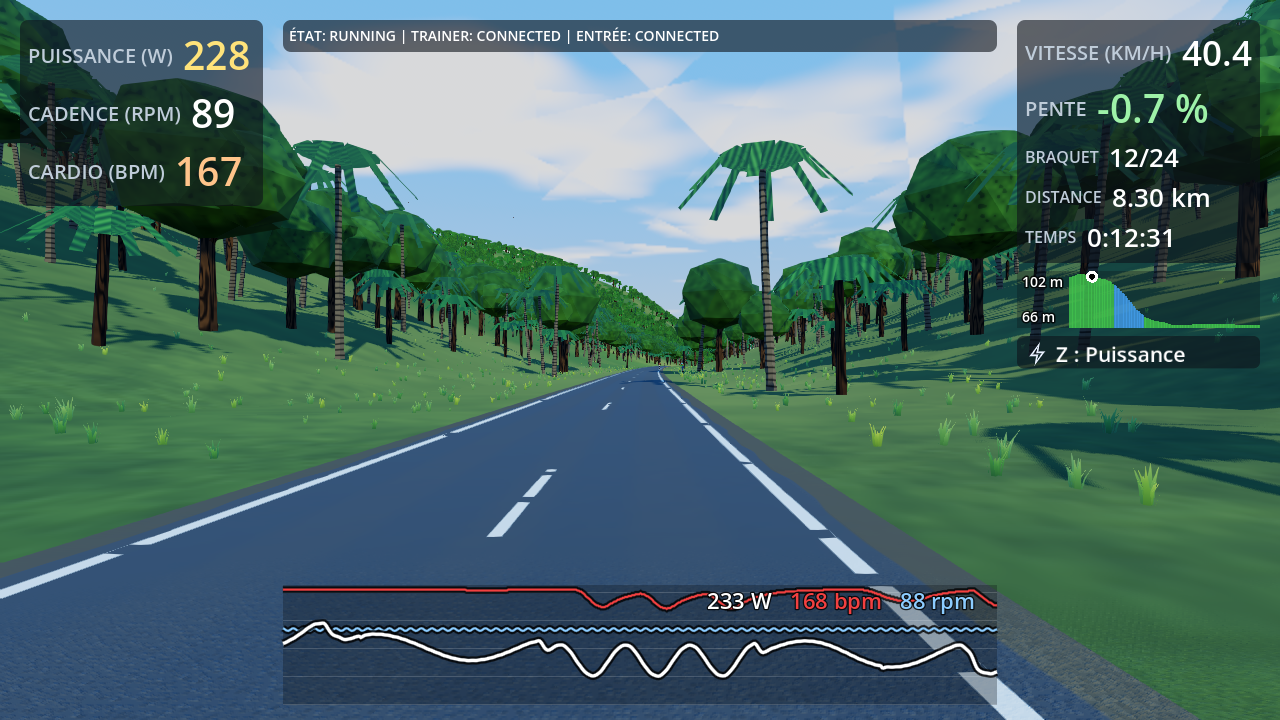 PUISSANCE (W) 228
CADENCE (RPM) 89
CARDIO (BPM) 167
ÉTAT: RUNNING | TRAINER: CONNECTED | ENTRÉE: CONNECTED
VITESSE (KM/H) 40.4
PENTE -0.7 %
BRAQUET 12/24
DISTANCE 8.30 km
TEMPS 0:12:31
102 m
66 m
Z : Puissance
233 W 168 bpm 88 rpm